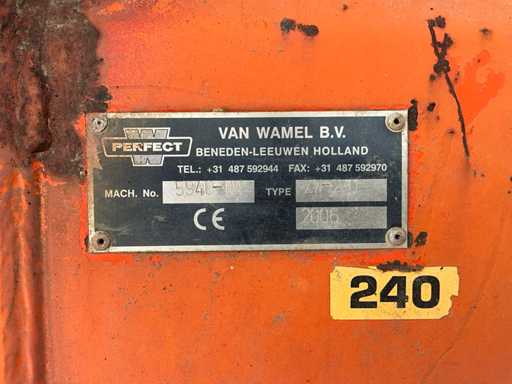 PERFECT
VAN WAMEL B.V.
BENEDEN-LEEUWEN HOLLAND
TEL.: +31 487 592944 FAX: +31 487 592970
MACH. No. TYPE
CE 2006
240